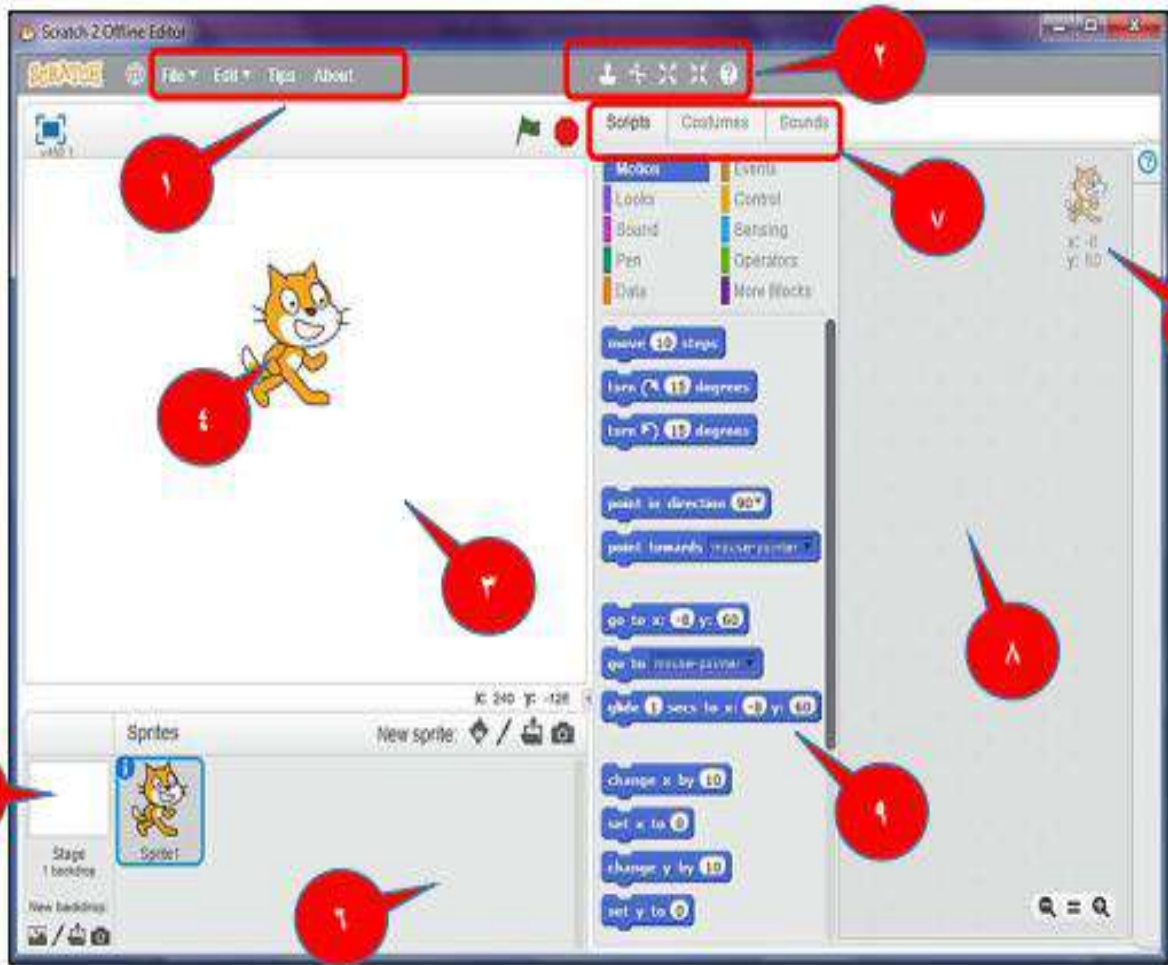 Scratch 2 Offline Editor
SCRATCH File Edit Tips About
٢
v450.1
Scripts Costumes Sounds
١
٧
Motion Events
Looks Control
Sound Sensing
Pen Operators
Data More Blocks
x: -8
y: 60
move 10 steps
turn 15 degrees
turn 15 degrees
٤
point in direction 90
point towards mouse-pointer
٣
go to x: -8 y: 60
go to mouse-pointer
glide 1 secs to x: -8 y: 60
٨
X: 240 y: -126
Sprites New sprite:
change x by 10
set x to 0
change y by 10
set y to 0
٩
Sprite1
Stage
1 backdrop
New backdrop:
٦